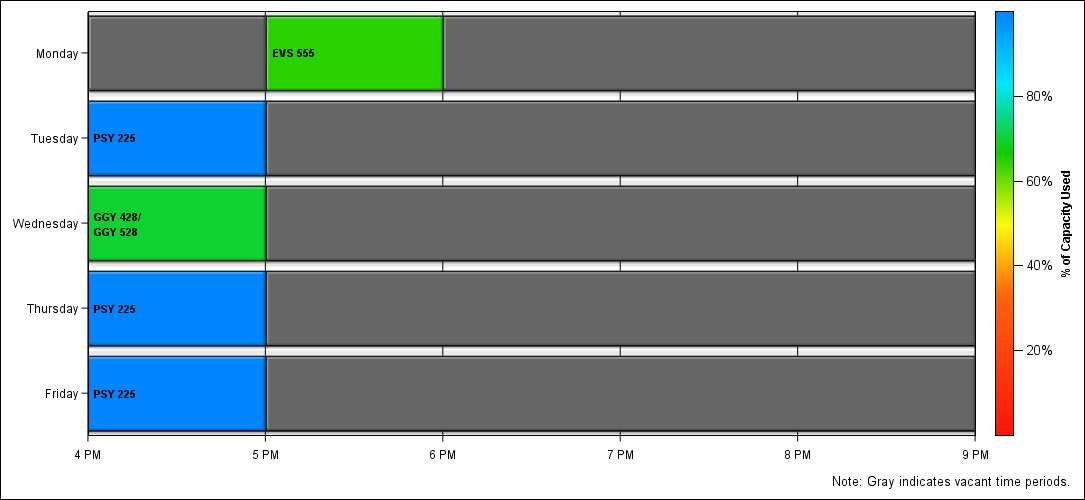 Monday
EVS 555
Tuesday
PSY 225
Wednesday
GGY 428/
GGY 528
Thursday
PSY 225
Friday
PSY 225
4 PM
5 PM
6 PM
7 PM
8 PM
9 PM
80%
60%
40%
20%
% of Capacity Used
Note: Gray indicates vacant time periods.